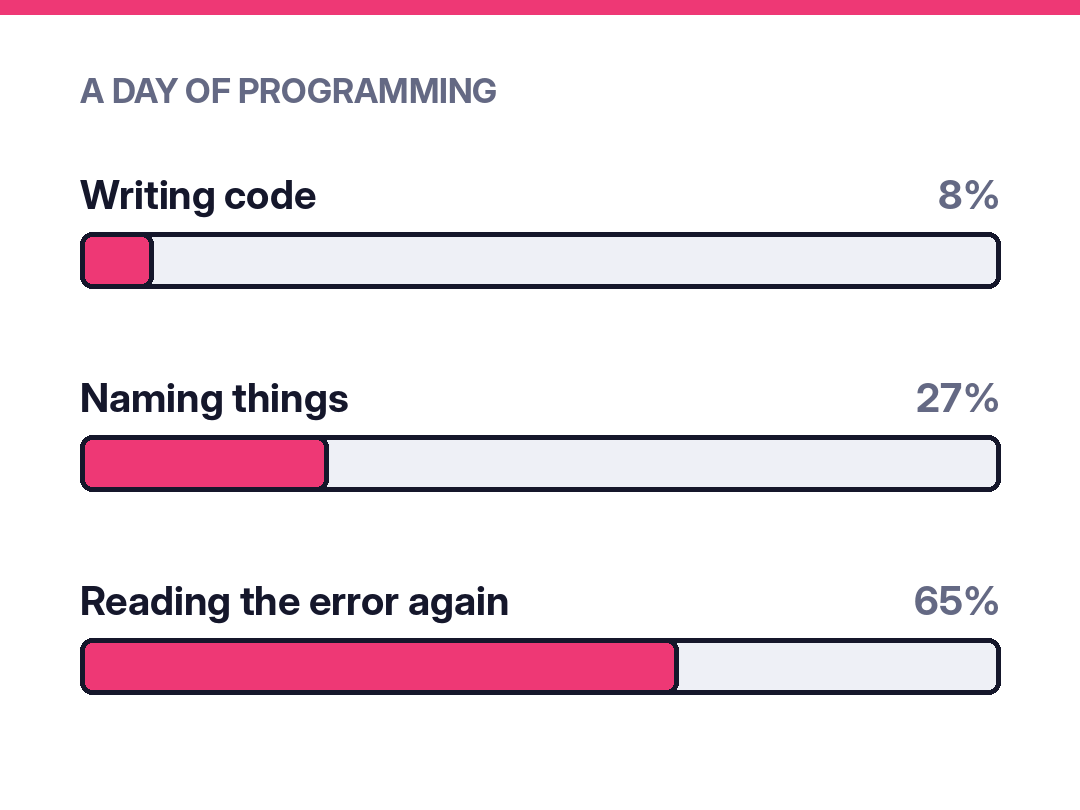 A DAY OF PROGRAMMING
Writing code 8%
Naming things 27%
Reading the error again 65%